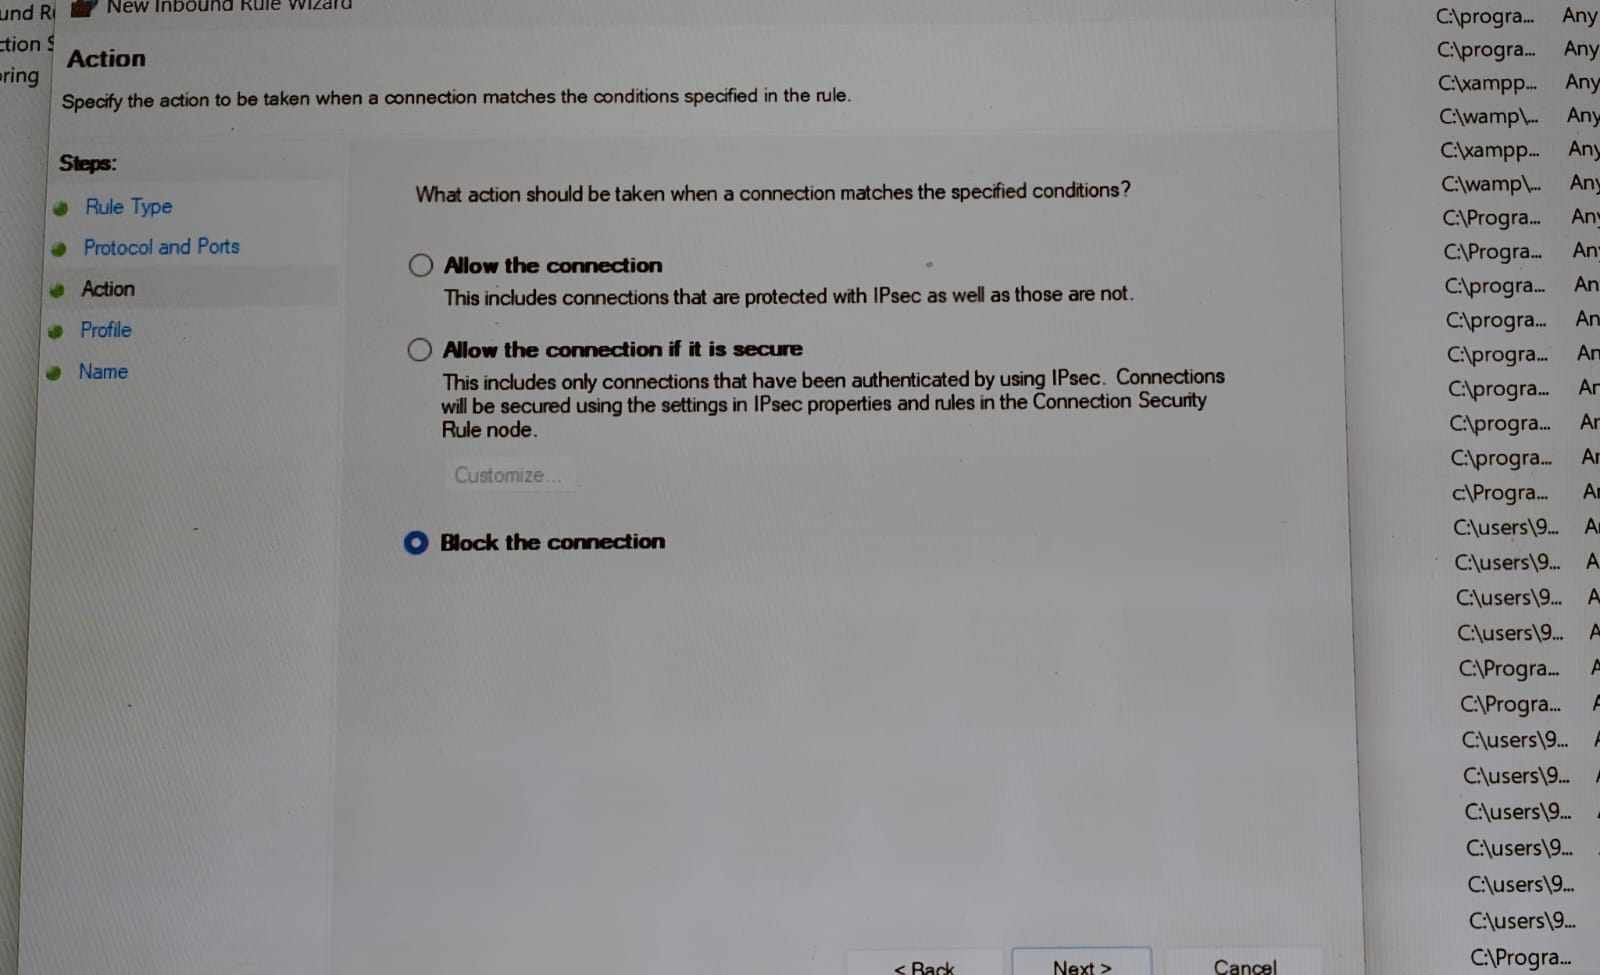 und R
New Inbound Rule Wizard
ction S
ring
Action
Specify the action to be taken when a connection matches the conditions specified in the rule.
Steps:
Rule Type
Protocol and Ports
Action
Profile
Name
What action should be taken when a connection matches the specified conditions?
Allow the connection
This includes connections that are protected with IPsec as well as those are not.
Allow the connection if it is secure
This includes only connections that have been authenticated by using IPsec. Connections
will be secured using the settings in IPsec properties and rules in the Connection Security
Rule node.
Customize...
Block the connection
< Back
Next >
Cancel
C:\progra... Any
C:\progra... Any
C:\xampp... Any
C:\wamp\... Any
C:\xampp... Any
C:\wamp\... Any
C:\Progra... Any
C:\Progra... Any
C:\progra... An
C:\progra... An
C:\progra... An
C:\progra... Ar
C:\progra... Ar
C:\progra... Ar
c:\Progra... A
C:\users\9... A
C:\users\9... A
C:\users\9... A
C:\users\9... A
C:\Progra... A
C:\Progra...
C:\users\9...
C:\users\9...
C:\users\9...
C:\users\9...
C:\users\9...
C:\users\9...
C:\Progra...